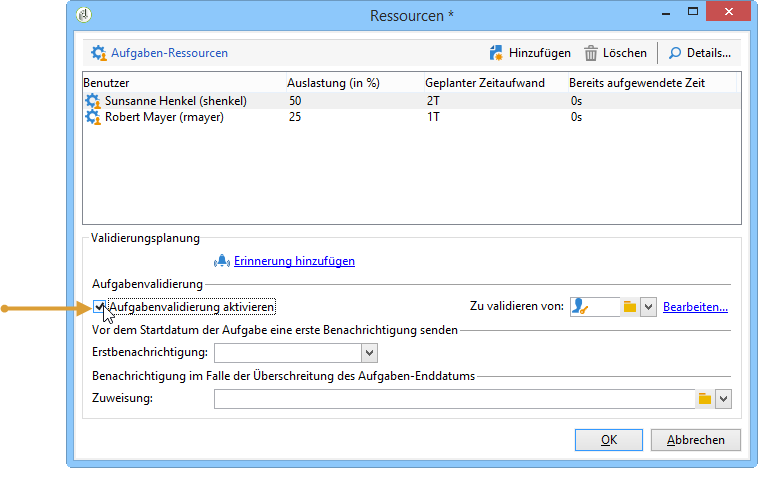 Ressourcen *
Aufgaben-Ressourcen Hinzufügen Löschen Details...
Benutzer Auslastung (in %) Geplanter Zeitaufwand Bereits aufgewendete Zeit
Sunsanne Henkel (shenkel) 50 2T 0s
Robert Mayer (rmayer) 25 1T 0s
Validierungsplanung
Erinnerung hinzufügen
Aufgabenvalidierung
Aufgabenvalidierung aktivieren Zu validieren von: Bearbeiten...
Vor dem Startdatum der Aufgabe eine erste Benachrichtigung senden
Erstbenachrichtigung:
Benachrichtigung im Falle der Überschreitung des Aufgaben-Enddatums
Zuweisung:
OK Abbrechen